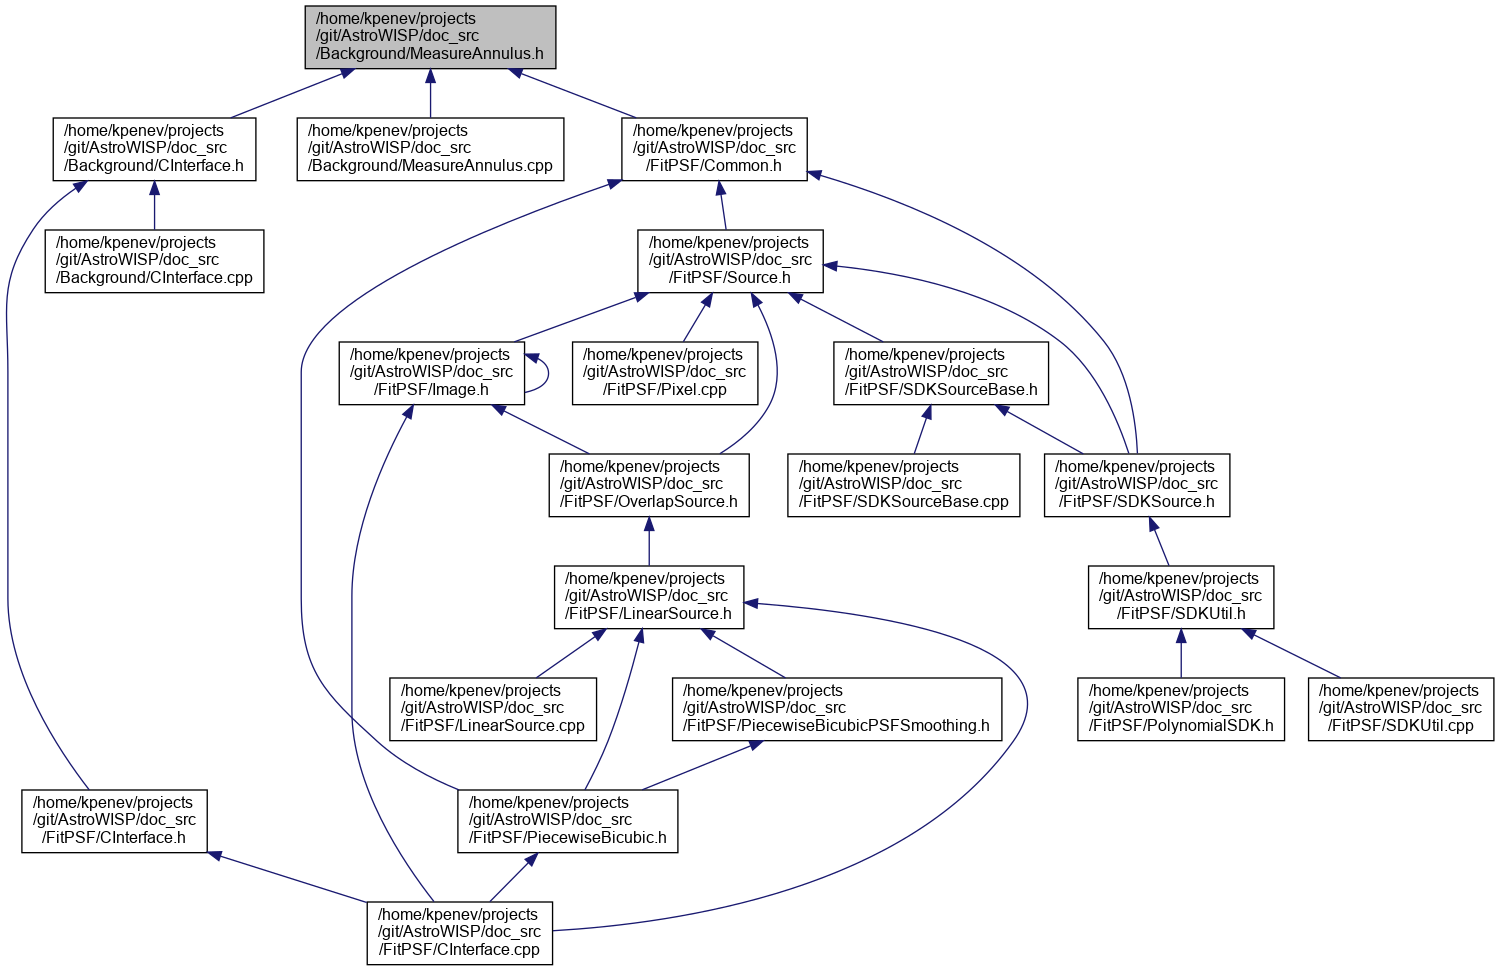 /home/kpenev/projects
/git/AstroWISP/doc_src
/Background/MeasureAnnulus.h
/home/kpenev/projects
/git/AstroWISP/doc_src
/Background/CInterface.h
/home/kpenev/projects
/git/AstroWISP/doc_src
/Background/MeasureAnnulus.cpp
/home/kpenev/projects
/git/AstroWISP/doc_src
/FitPSF/Common.h
/home/kpenev/projects
/git/AstroWISP/doc_src
/Background/CInterface.cpp
/home/kpenev/projects
/git/AstroWISP/doc_src
/FitPSF/Source.h
/home/kpenev/projects
/git/AstroWISP/doc_src
/FitPSF/Image.h
/home/kpenev/projects
/git/AstroWISP/doc_src
/FitPSF/Pixel.cpp
/home/kpenev/projects
/git/AstroWISP/doc_src
/FitPSF/SDKSourceBase.h
/home/kpenev/projects
/git/AstroWISP/doc_src
/FitPSF/OverlapSource.h
/home/kpenev/projects
/git/AstroWISP/doc_src
/FitPSF/SDKSourceBase.cpp
/home/kpenev/projects
/git/AstroWISP/doc_src
/FitPSF/SDKSource.h
/home/kpenev/projects
/git/AstroWISP/doc_src
/FitPSF/LinearSource.h
/home/kpenev/projects
/git/AstroWISP/doc_src
/FitPSF/SDKUtil.h
/home/kpenev/projects
/git/AstroWISP/doc_src
/FitPSF/LinearSource.cpp
/home/kpenev/projects
/git/AstroWISP/doc_src
/FitPSF/PiecewiseBicubicPSFSmoothing.h
/home/kpenev/projects
/git/AstroWISP/doc_src
/FitPSF/PolynomialSDK.h
/home/kpenev/projects
/git/AstroWISP/doc_src
/FitPSF/SDKUtil.cpp
/home/kpenev/projects
/git/AstroWISP/doc_src
/FitPSF/CInterface.h
/home/kpenev/projects
/git/AstroWISP/doc_src
/FitPSF/PiecewiseBicubic.h
/home/kpenev/projects
/git/AstroWISP/doc_src
/FitPSF/CInterface.cpp